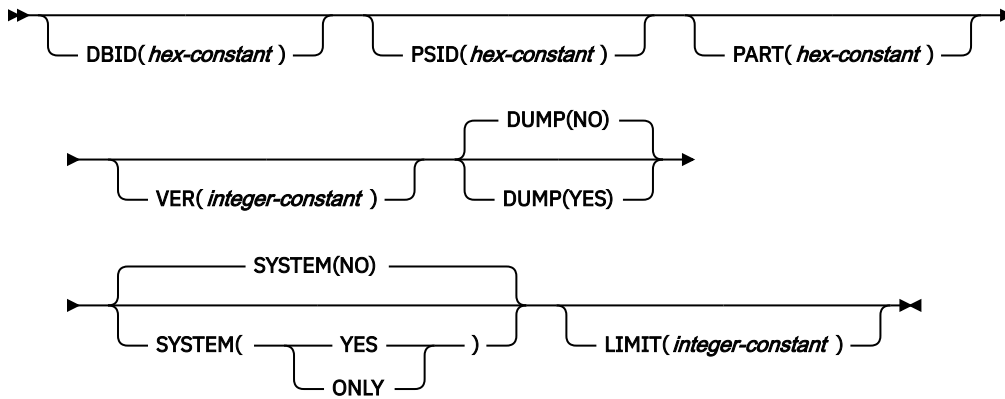 DBID( hex-constant ) PSID( hex-constant ) PART( hex-constant )
DUMP(NO)
VER( integer-constant ) DUMP(YES)
SYSTEM(NO)
SYSTEM( YES ) LIMIT( integer-constant )
ONLY